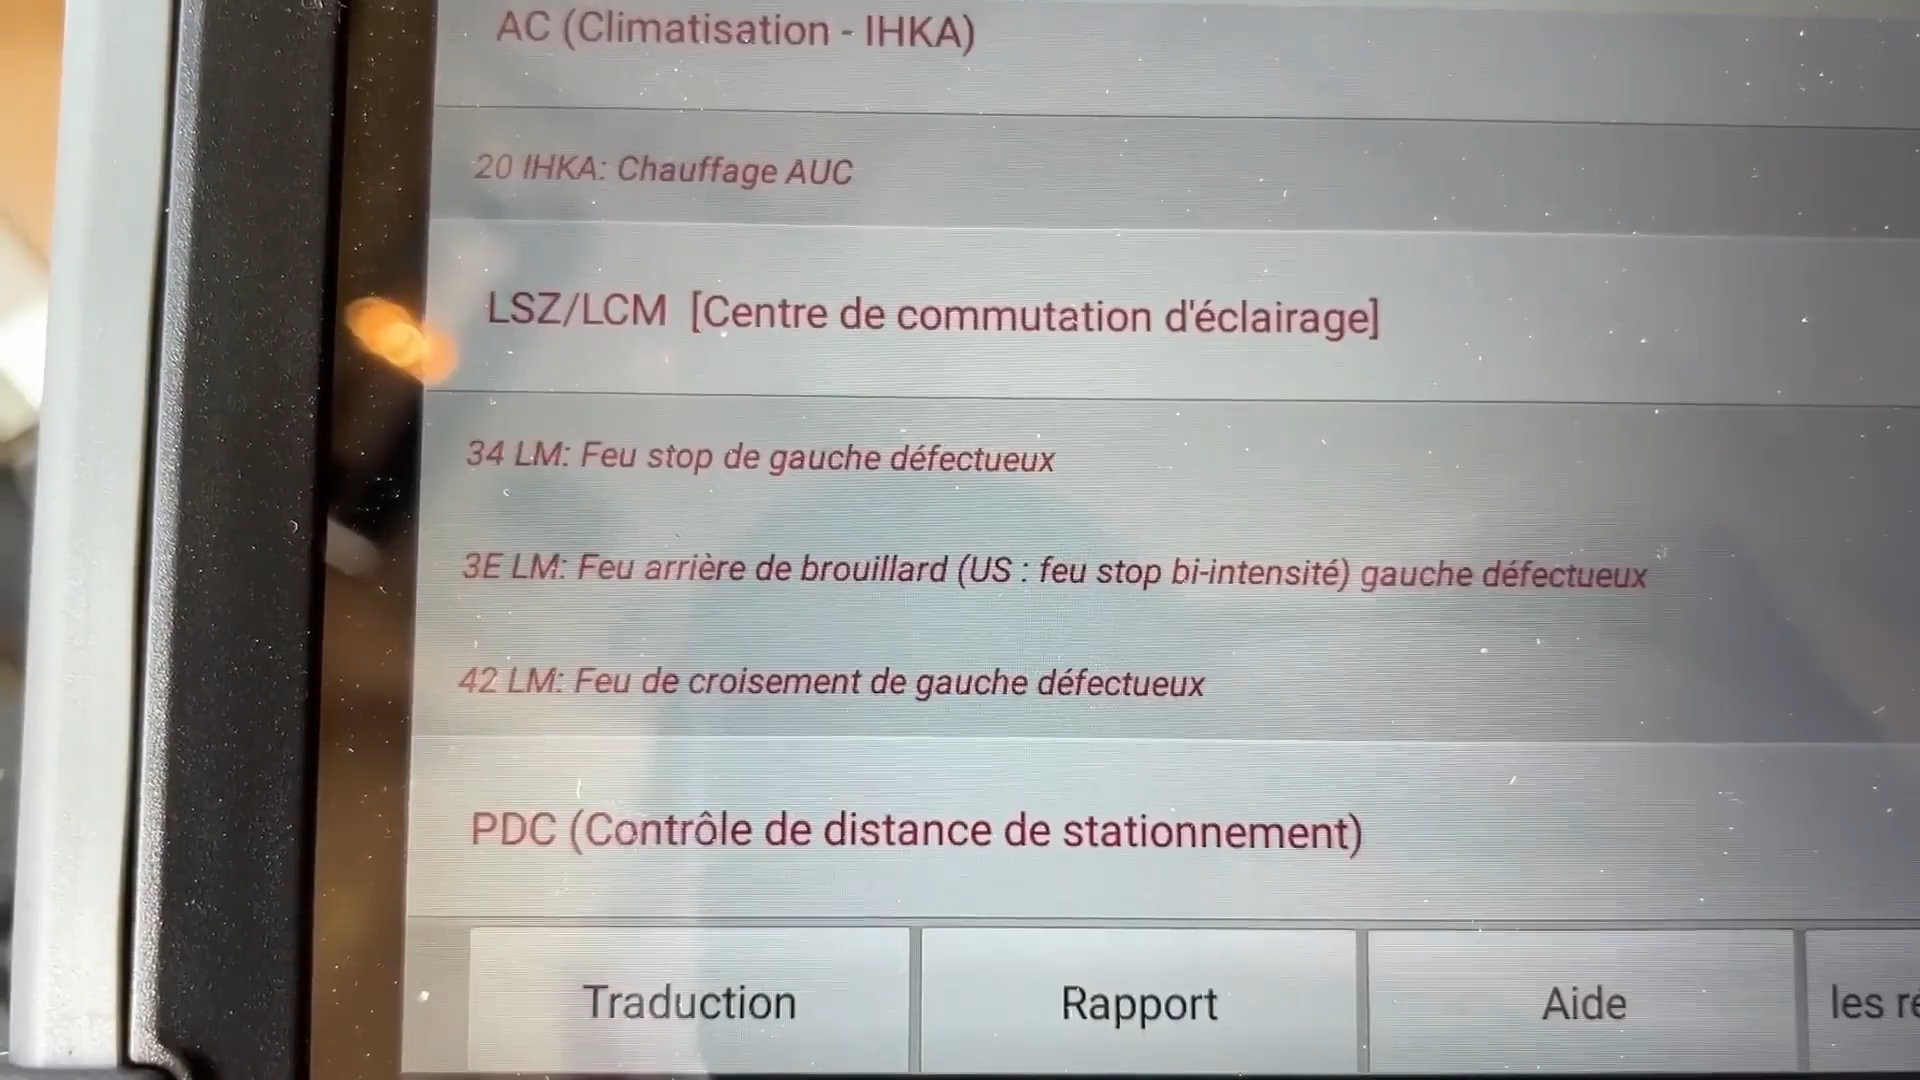 AC (Climatisation - IHKA)
20 IHKA: Chauffage AUC
LSZ/LCM [Centre de commutation d'éclairage]
34 LM: Feu stop de gauche défectueux
3E LM: Feu arrière de brouillard (US : feu stop bi-intensité) gauche défectueux
42 LM: Feu de croisement de gauche défectueux
PDC (Contrôle de distance de stationnement)
Traduction
Rapport
Aide
les